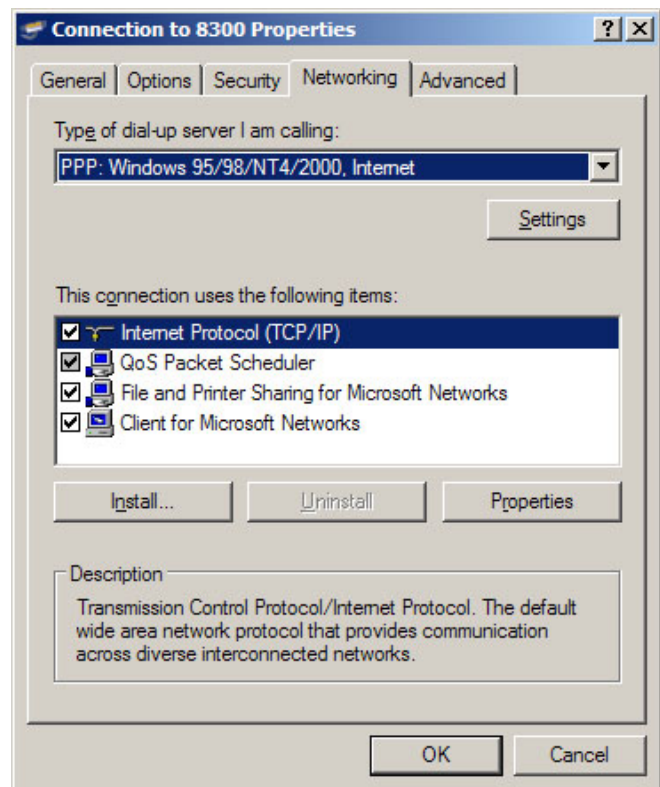 Connection to 8300 Properties
General Options Security Networking Advanced
Type of dial-up server I am calling:
PPP: Windows 95/98/NT4/2000, Internet
Settings
This connection uses the following items:
Internet Protocol (TCP/IP)
QoS Packet Scheduler
File and Printer Sharing for Microsoft Networks
Client for Microsoft Networks
Install... Uninstall Properties
Description
Transmission Control Protocol/Internet Protocol. The default
wide area network protocol that provides communication
across diverse interconnected networks.
OK Cancel